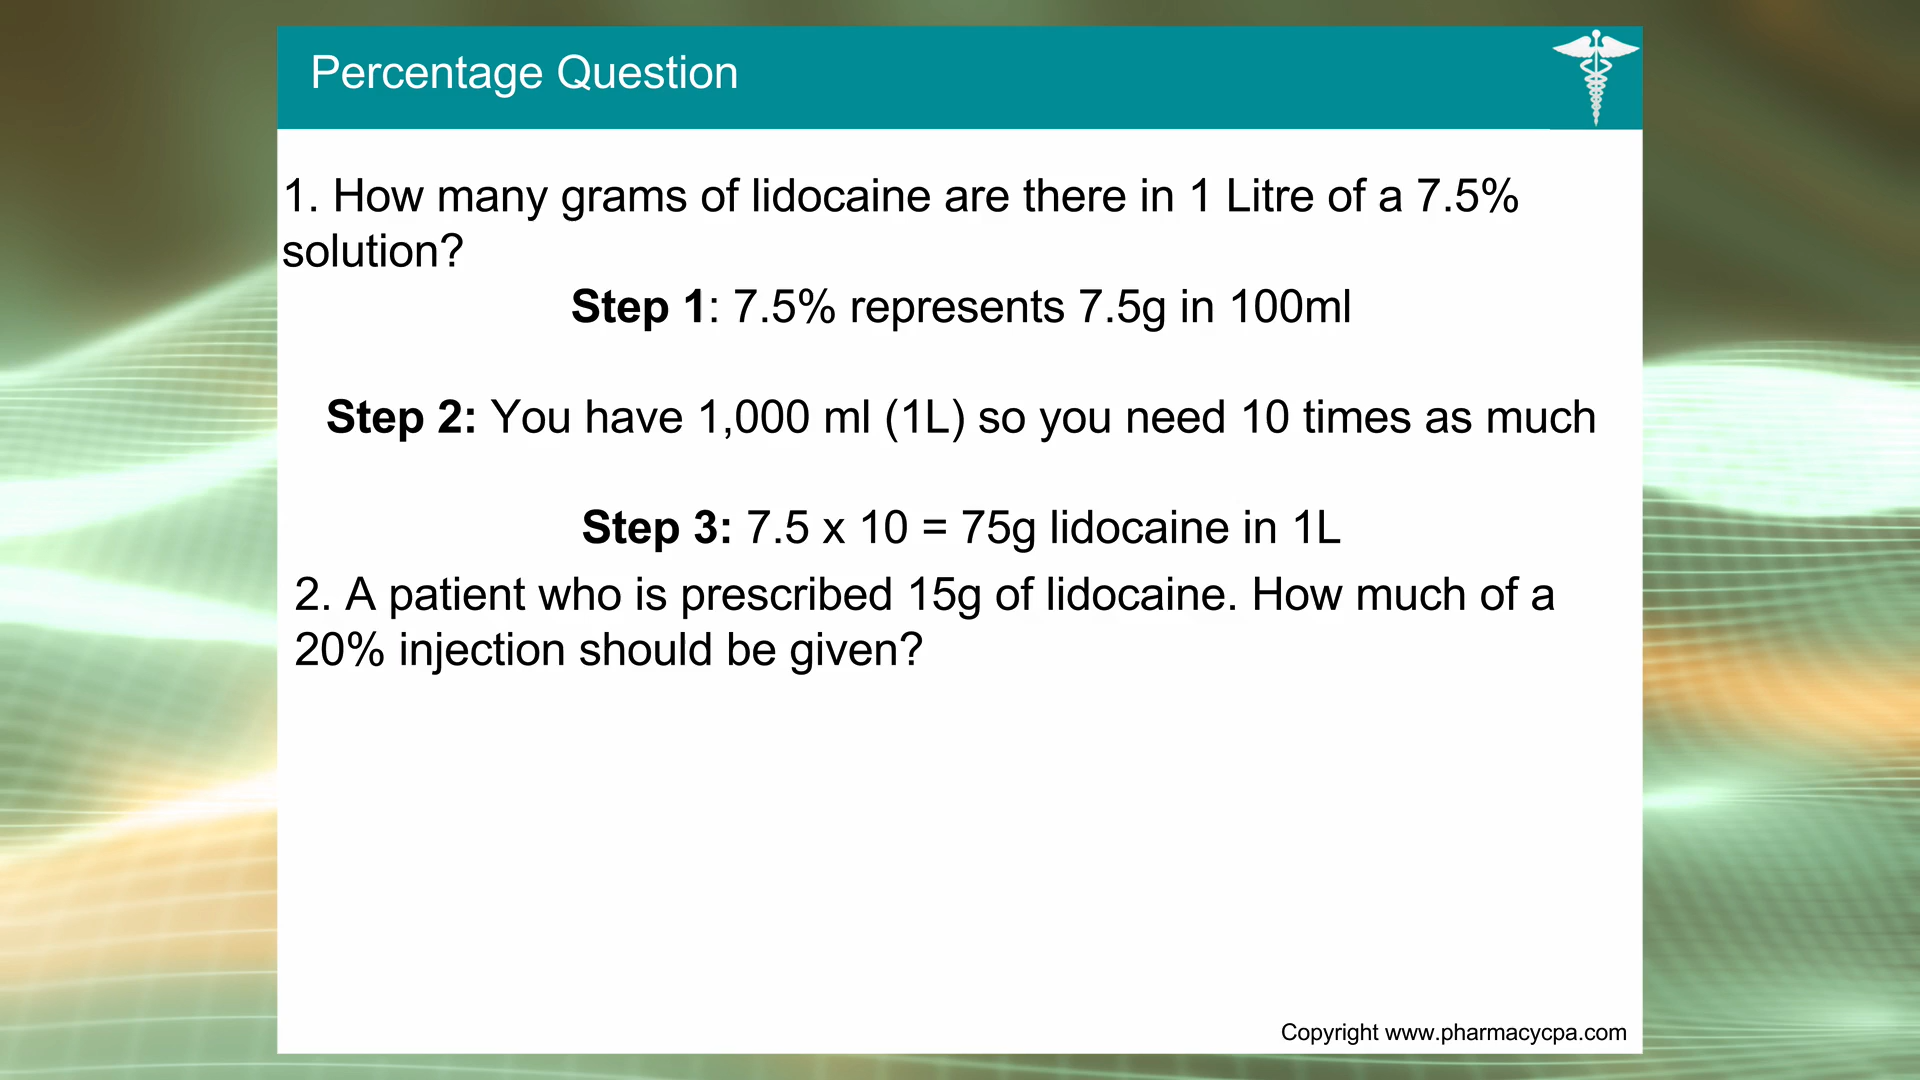 Percentage Question
1. How many grams of lidocaine are there in 1 Litre of a 7.5%
solution?
Step 1: 7.5% represents 7.5g in 100ml
Step 2: You have 1,000 ml (1L) so you need 10 times as much
Step 3: 7.5 x 10 = 75g lidocaine in 1L
2. A patient who is prescribed 15g of lidocaine. How much of a
20% injection should be given?
Copyright www.pharmacycpa.com